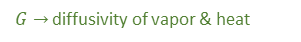 G → diffusivity of vapor & heat